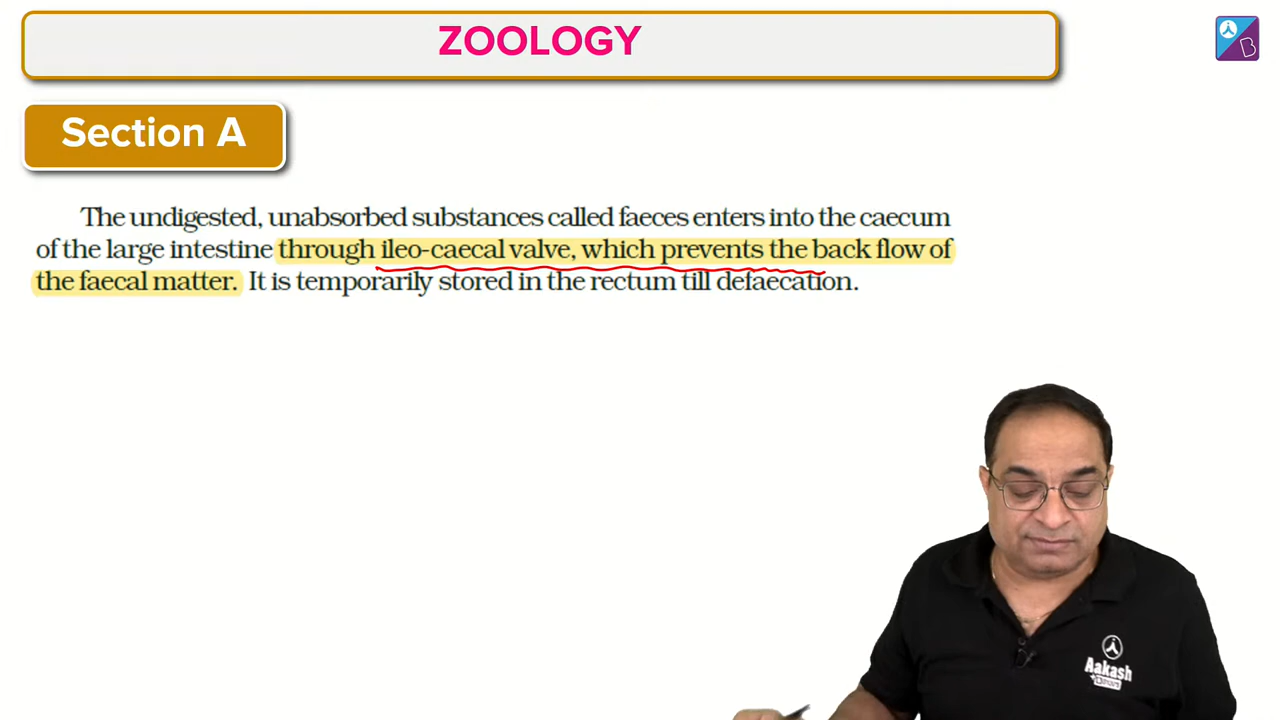 ZOOLOGY
Section A
The undigested, unabsorbed substances called faeces enters into the caecum
of the large intestine through ileo-caecal valve, which prevents the back flow of
the faecal matter. It is temporarily stored in the rectum till defaecation.
B
Aakash